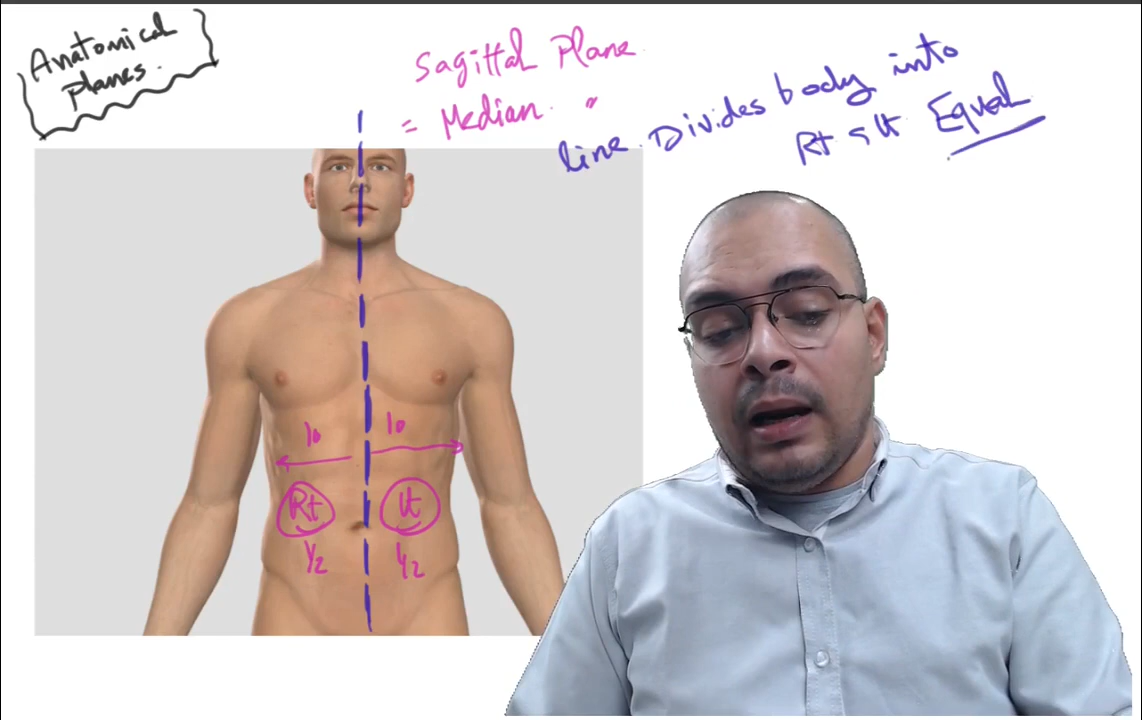 Anatomical
planes.
Sagittal Plane
= Median "
line. Divides body into
Rt & Lt Equal
10 10
Rt Lt
1/2 1/2